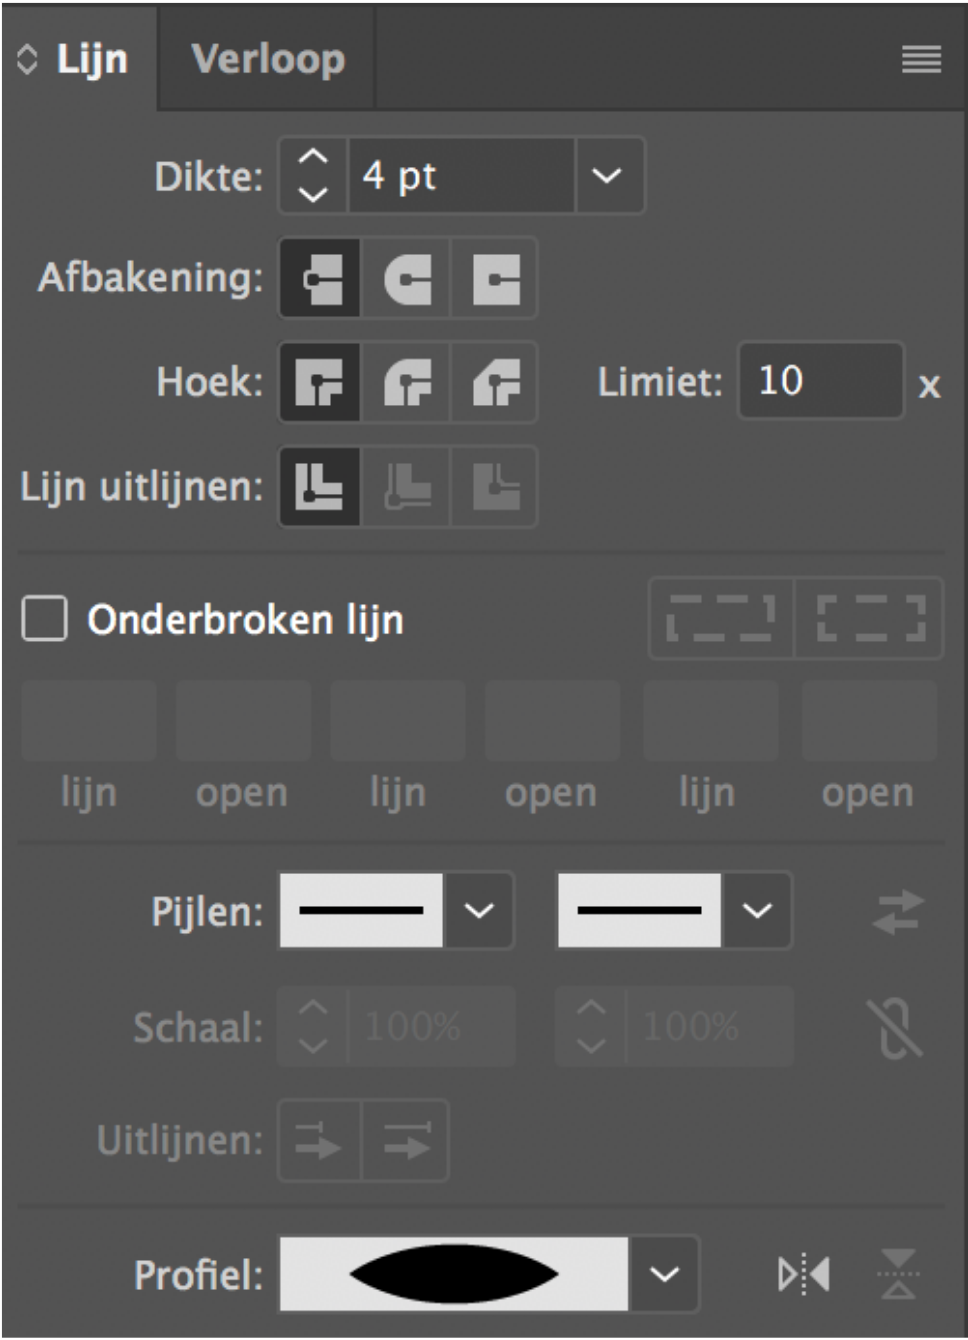 Lijn Verloop
Dikte: 4 pt
Afbakening:
Hoek: Limiet: 10 x
Lijn uitlijnen:
Onderbroken lijn
lijn open lijn open lijn open
Pijlen:
Schaal: 100% 100%
Uitlijnen:
Profiel: